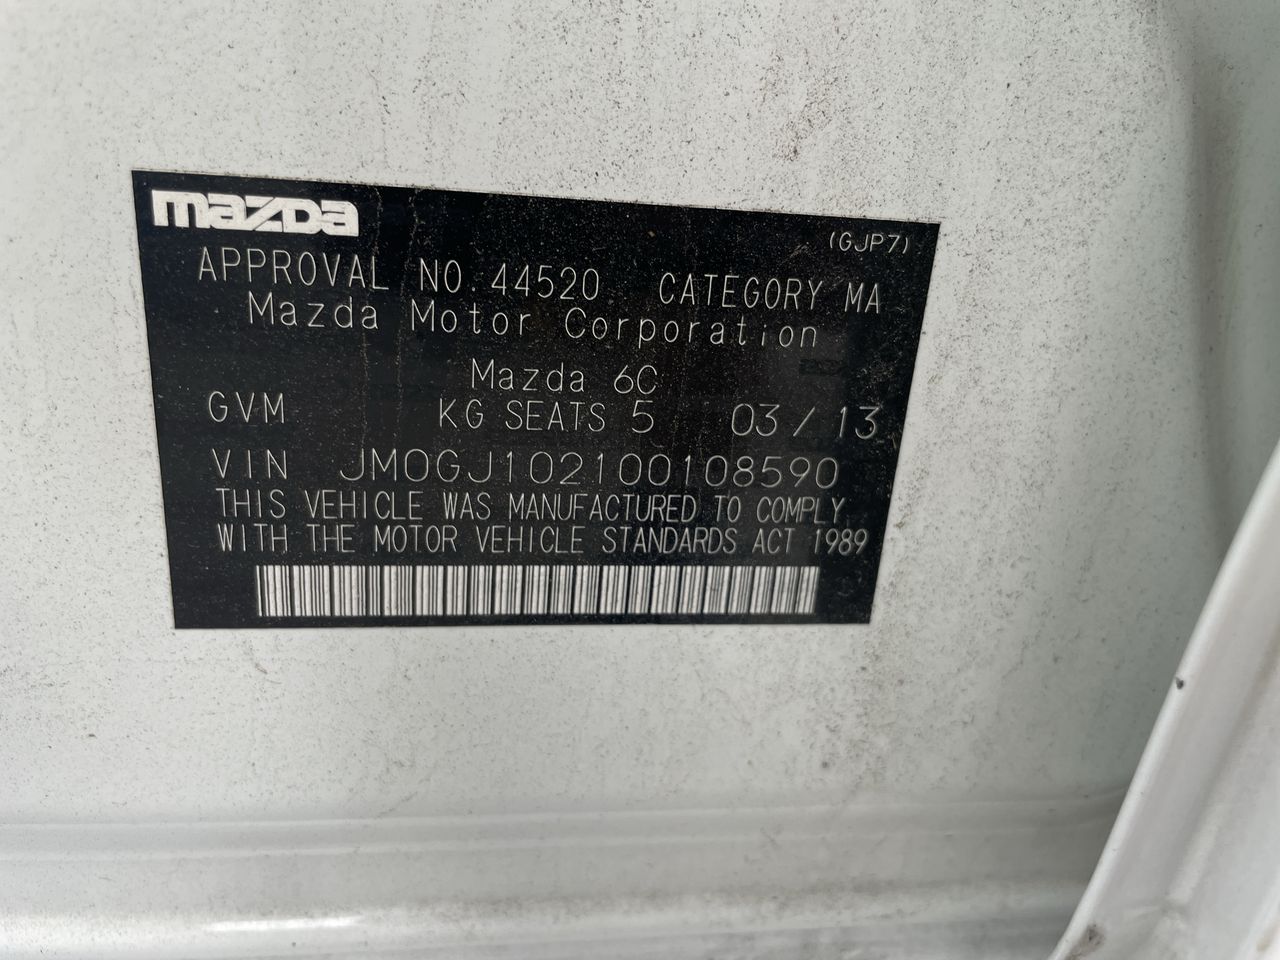 mazda
(GJP7)
APPROVAL NO. 44520 CATEGORY MA
Mazda Motor Corporation
Mazda 6C
GVM KG SEATS 5 03/13
VIN JM0GJ102100108590
THIS VEHICLE WAS MANUFACTURED TO COMPLY
WITH THE MOTOR VEHICLE STANDARDS ACT 1989